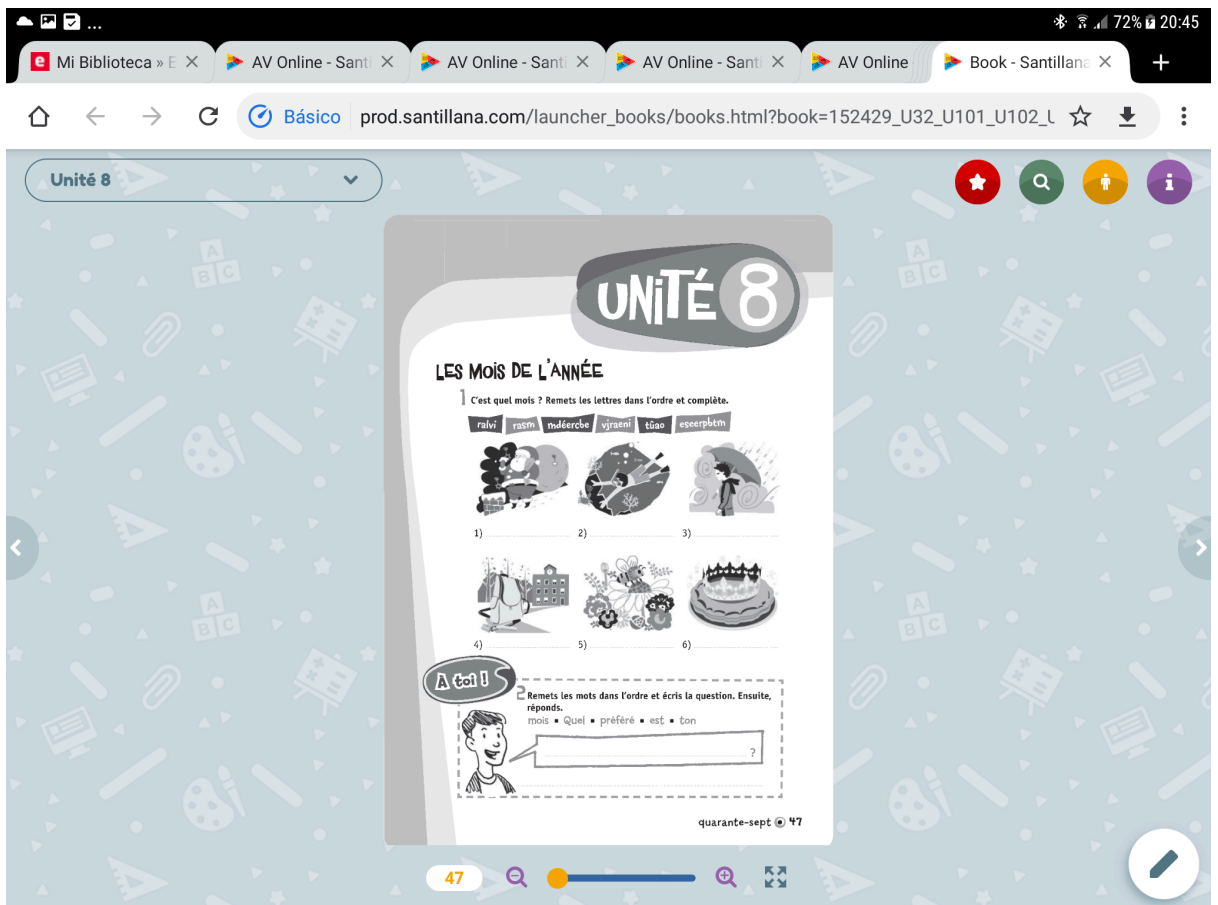 ... 72% 20:45
Mi Biblioteca » E
AV Online - Santi
AV Online - Santi
AV Online - Santi
AV Online
Book - Santillana
Básico prod.santillana.com/launcher_books/books.html?book=152429_U32_U101_U102_U
Unité 8
UNITÉ 8
LES MOIS DE L'ANNÉE
1 C'est quel mois ? Remets les lettres dans l'ordre et complète.
ralvi rasm mdéercbe vjraeni tûao eseerpbtm
1) 2) 3)
4) 5) 6)
À toi !
2 Remets les mots dans l'ordre et écris la question. Ensuite,
réponds.
mois ▪ Quel ▪ préféré ▪ est ▪ ton
?
quarante-sept 47
47